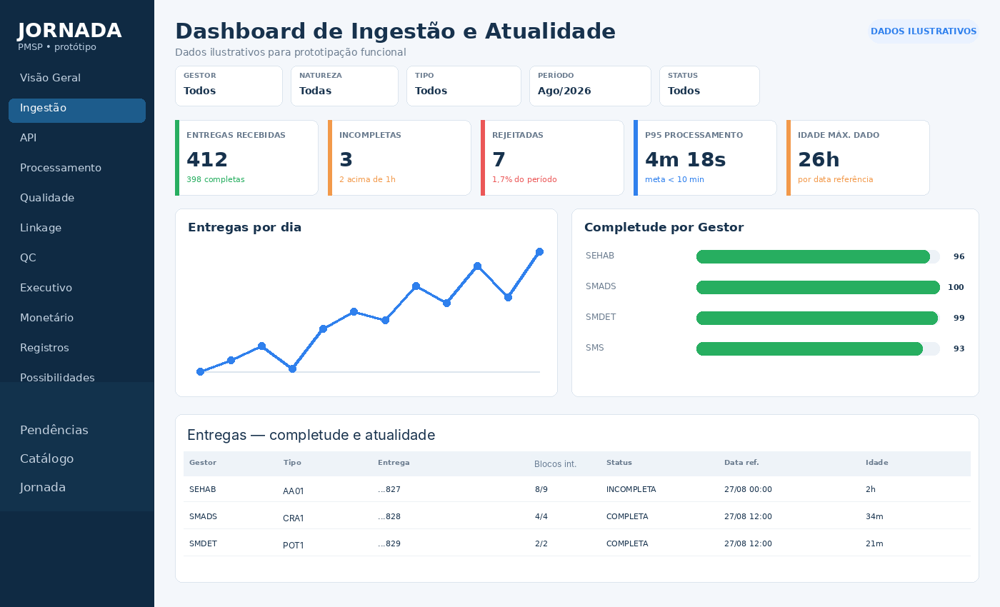 JORNADA
PMSP • protótipo
Visão Geral
Ingestão
API
Processamento
Qualidade
Linkage
QC
Executivo
Monetário
Registros
Possibilidades
Pendências
Catálogo
Jornada
Dashboard de Ingestão e Atualidade
DADOS ILUSTRATIVOS
Dados ilustrativos para prototipação funcional
GESTOR
Todos
NATUREZA
Todas
TIPO
Todos
PERÍODO
Ago/2026
STATUS
Todos
ENTREGAS RECEBIDAS
412
398 completas
INCOMPLETAS
3
2 acima de 1h
REJEITADAS
7
1,7% do período
P95 PROCESSAMENTO
4m 18s
meta < 10 min
IDADE MÁX. DADO
26h
por data referência
Entregas por dia
Completude por Gestor
SEHAB 96
SMADS 100
SMDET 99
SMS 93
Entregas — completude e atualidade
Gestor Tipo Entrega Blocos int. Status Data ref. Idade
SEHAB AA01 ...827 8/9 INCOMPLETA 27/08 00:00 2h
SMADS CRA1 ...828 4/4 COMPLETA 27/08 12:00 34m
SMDET POT1 ...829 2/2 COMPLETA 27/08 12:00 21m